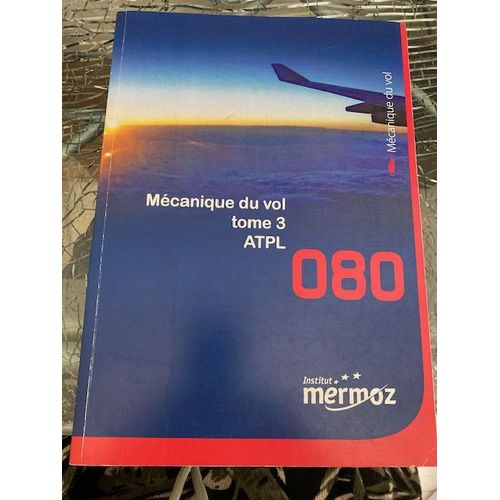 Mécanique du vol
Mécanique du vol
tome 3
ATPL
080
Institut
mermoz